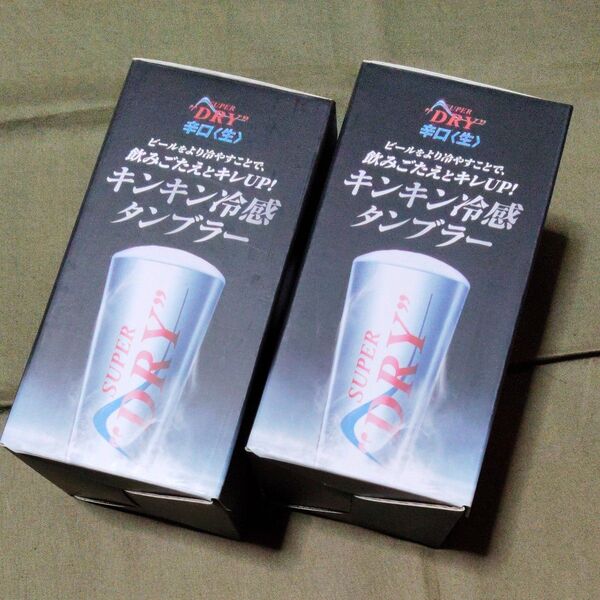 SUPER
"DRY"
辛口〈生〉
ビールをより冷やすことで、
飲みごたえとキレUP!
キンキン冷感
タンブラー
SUPER
"DRY"
SUPER
"DRY"
辛口〈生〉
ビールをより冷やすことで、
飲みごたえとキレUP!
キンキン冷感
タンブラー
SUPER
"DRY"